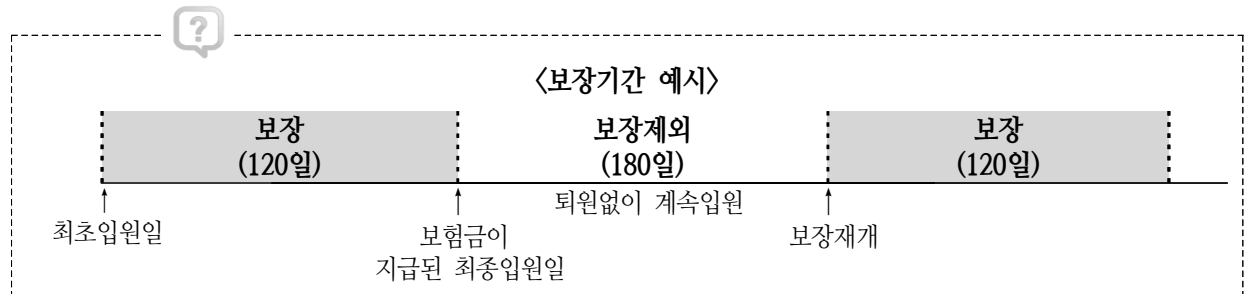 ?
〈보장기간 예시〉
보장 보장제외 보장
(120일) (180일) (120일)
퇴원없이 계속입원
최초입원일 보험금이 보장재개
지급된 최종입원일